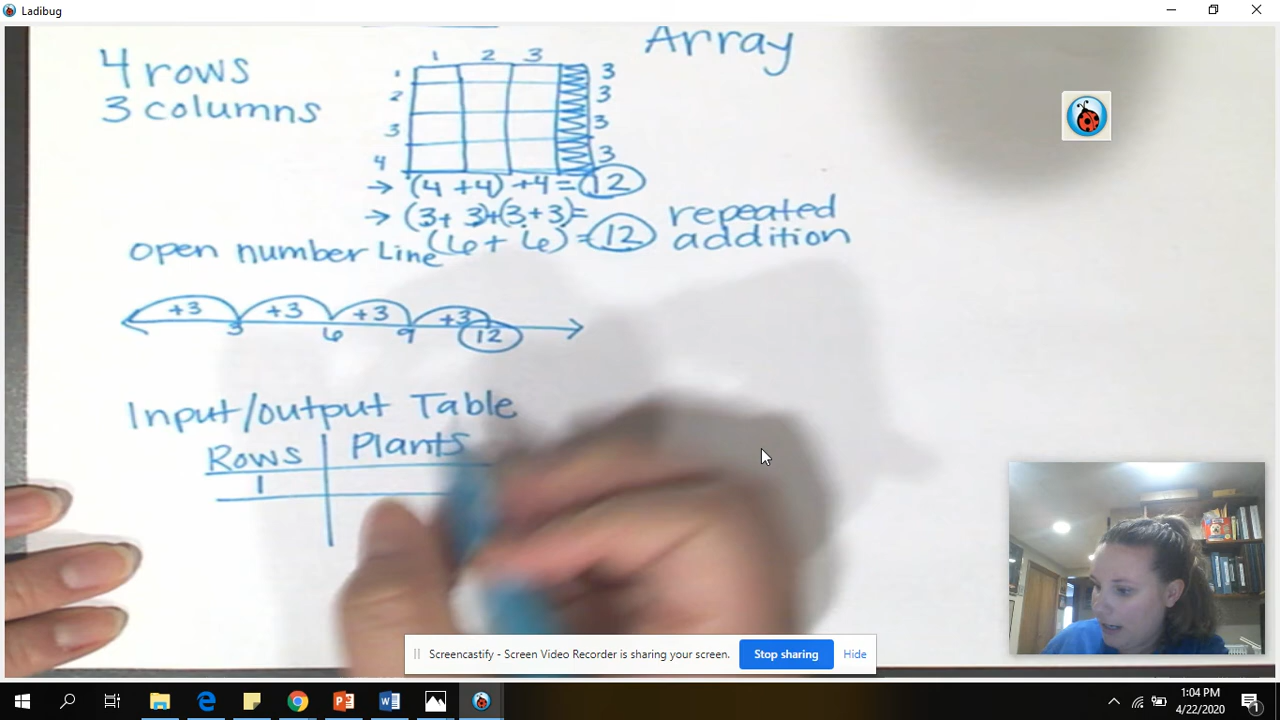 Ladibug
Array
4 rows
3 columns
1 2 3
1 3
2 3
3 3
4 3
→ (4 +4) +4 = 12
→ (3+ 3)+(3+3)=
(6+ 6) = 12
repeated
addition
open number Line
+3 +3 +3 +3
3 6 9 12
Input/output Table
Rows Plants
1
Screencastify - Screen Video Recorder is sharing your screen. Stop sharing Hide
1:04 PM
4/22/2020